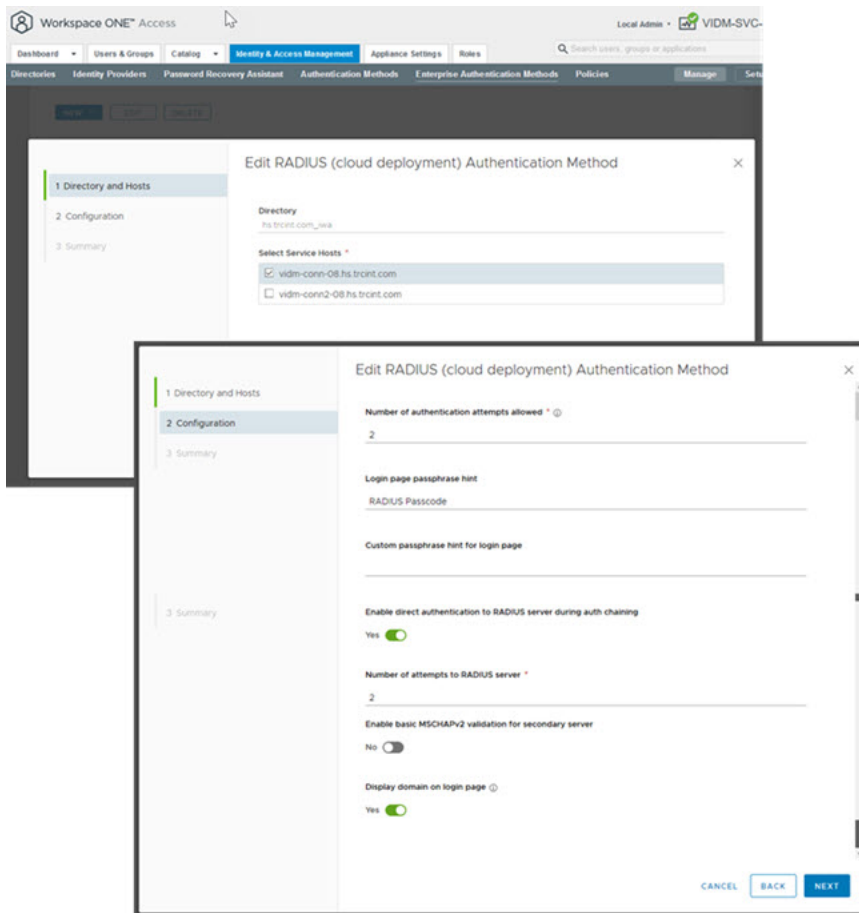 Workspace ONE™ Access
Local Admin
VIDM-SVC-
Dashboard Users & Groups Catalog Identity & Access Management Appliance Settings Roles Search users, groups or applications
Directories Identity Providers Password Recovery Assistant Authentication Methods Enterprise Authentication Methods Policies Manage Setu
NEW EDIT DELETE
Edit RADIUS (cloud deployment) Authentication Method
1 Directory and Hosts
2 Configuration
3 Summary
Directory
hs.trcint.com_iwa
Select Service Hosts *
vidm-conn-08.hs.trcint.com
vidm-conn2-08.hs.trcint.com
Edit RADIUS (cloud deployment) Authentication Method
1 Directory and Hosts
2 Configuration
3 Summary
Number of authentication attempts allowed *
2
Login page passphrase hint
RADIUS Passcode
Custom passphrase hint for login page
3 Summary
Enable direct authentication to RADIUS server during auth chaining
Yes
Number of attempts to RADIUS server *
2
Enable basic MSCHAPv2 validation for secondary server
No
Display domain on login page
Yes
CANCEL BACK NEXT